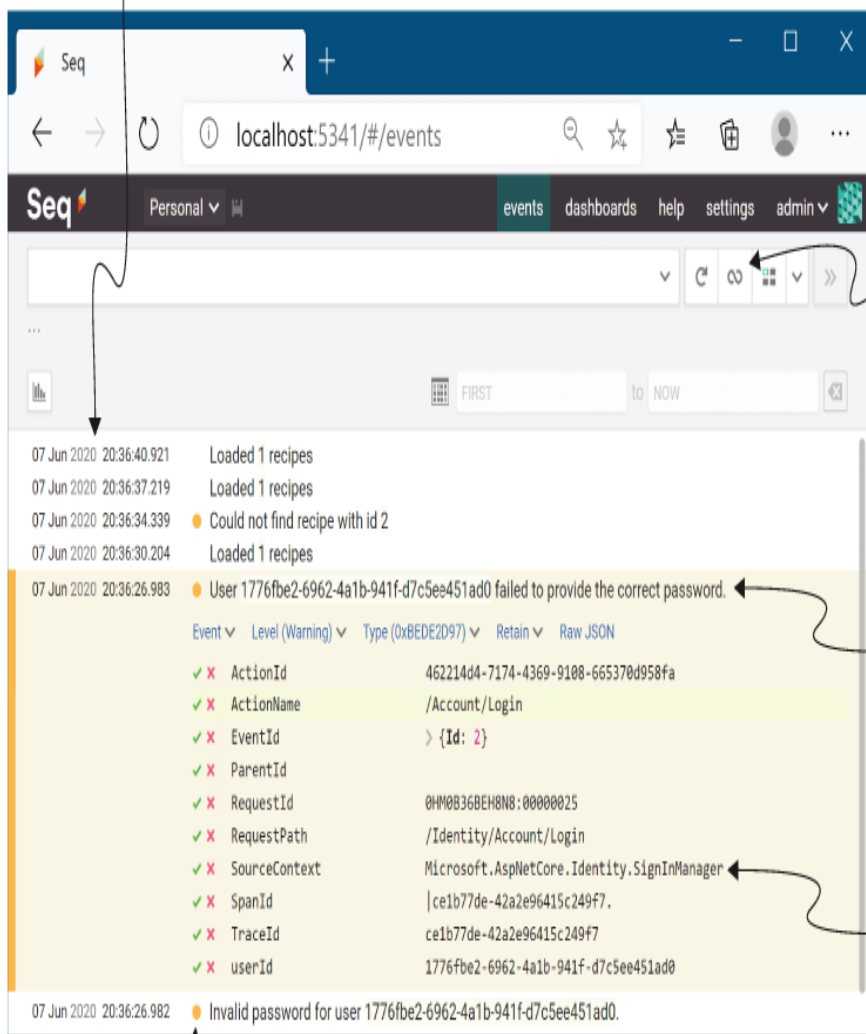 Seq
localhost:5341/#/events
Seq Personal events dashboards help settings admin
...
FIRST to NOW
07 Jun 2020 20:36:40.921 Loaded 1 recipes
07 Jun 2020 20:36:37.219 Loaded 1 recipes
07 Jun 2020 20:36:34.339 Could not find recipe with id 2
07 Jun 2020 20:36:30.204 Loaded 1 recipes
07 Jun 2020 20:36:26.983 User 1776fbe2-6962-4a1b-941f-d7c5ee451ad0 failed to provide the correct password.
Event Level (Warning) Type (0xBEDE2D97) Retain Raw JSON
ActionId 462214d4-7174-4369-9108-665370d958fa
ActionName /Account/Login
EventId {Id: 2}
ParentId
RequestId 0HM0B36BEH8N8:00000025
RequestPath /Identity/Account/Login
SourceContext Microsoft.AspNetCore.Identity.SignInManager
SpanId |ce1b77de-42a2e96415c249f7.
TraceId ce1b77de-42a2e96415c249f7
userId 1776fbe2-6962-4a1b-941f-d7c5ee451ad0
07 Jun 2020 20:36:26.982 Invalid password for user 1776fbe2-6962-4a1b-941f-d7c5ee451ad0.